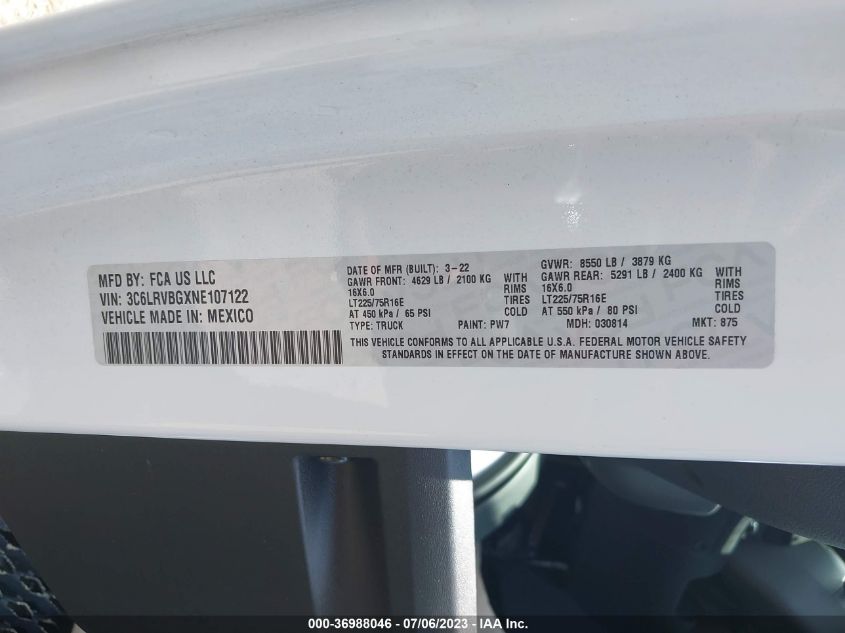 MFD BY: FCA US LLC
VIN: 3C6LRVBGXNE107122
VEHICLE MADE IN: MEXICO
DATE OF MFR (BUILT): 3-22
GAWR FRONT: 4629 LB / 2100 KG WITH
16X6.0 RIMS
LT225/75R16E TIRES
AT 450 kPa / 65 PSI COLD
TYPE: TRUCK PAINT: PW7
GVWR: 8550 LB / 3879 KG
GAWR REAR: 5291 LB / 2400 KG WITH
16X6.0 RIMS
LT225/75R16E TIRES
AT 550 kPa / 80 PSI COLD
MDH: 030814 MKT: 875
THIS VEHICLE CONFORMS TO ALL APPLICABLE U.S.A. FEDERAL MOTOR VEHICLE SAFETY
STANDARDS IN EFFECT ON THE DATE OF MANUFACTURE SHOWN ABOVE.
000-36988046 - 07/06/2023 - IAA Inc.